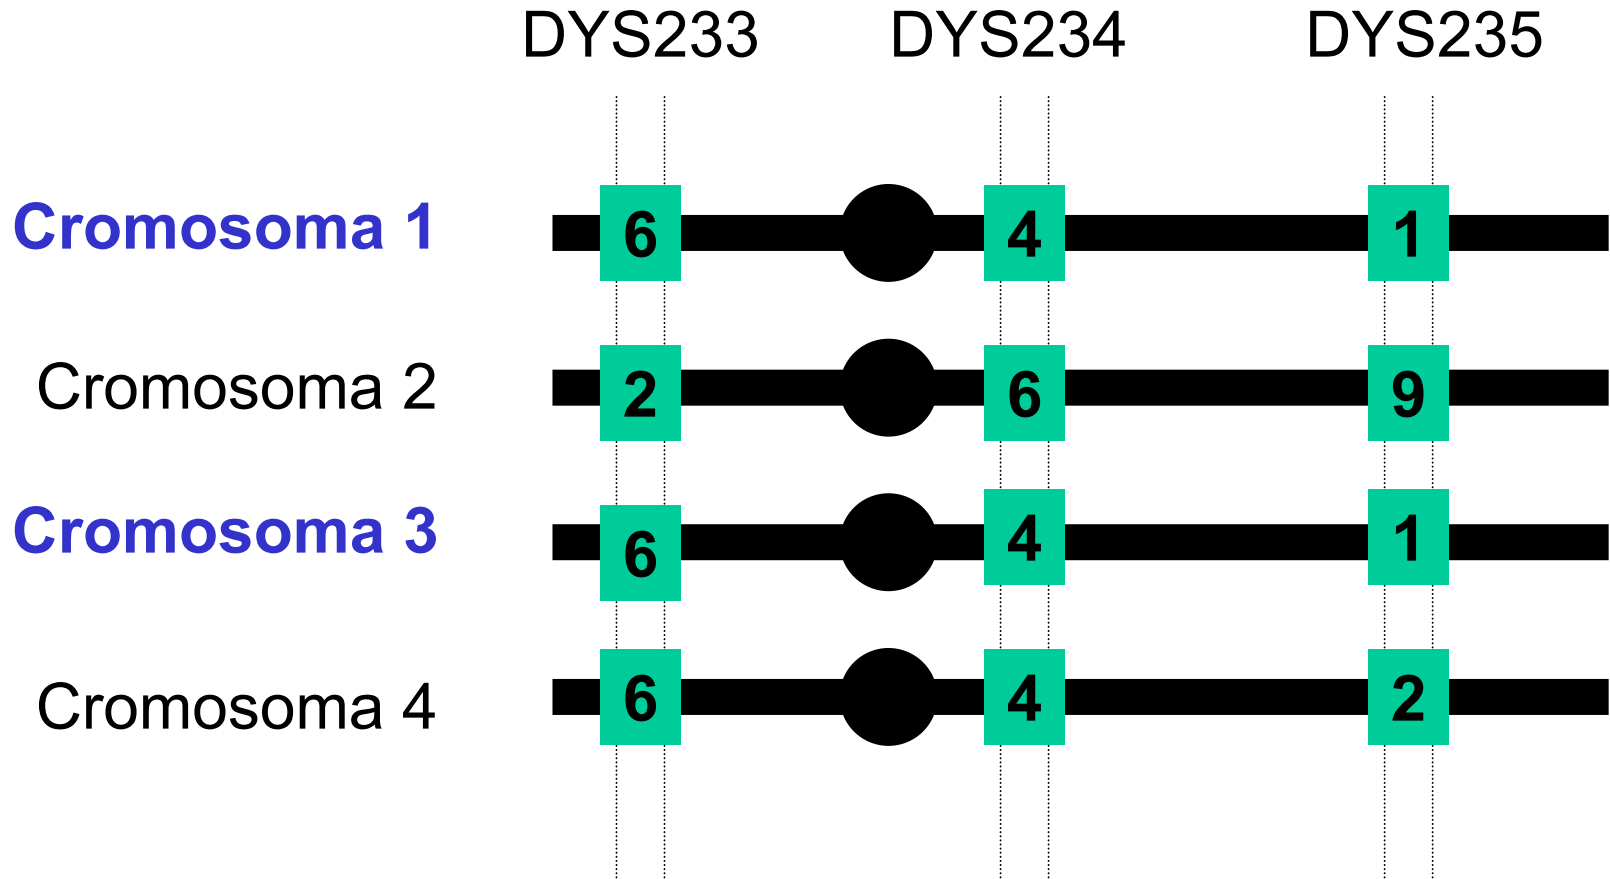 DYS233 DYS234 DYS235
Cromosoma 1 6 4 1
Cromosoma 2 2 6 9
Cromosoma 3 6 4 1
Cromosoma 4 6 4 2